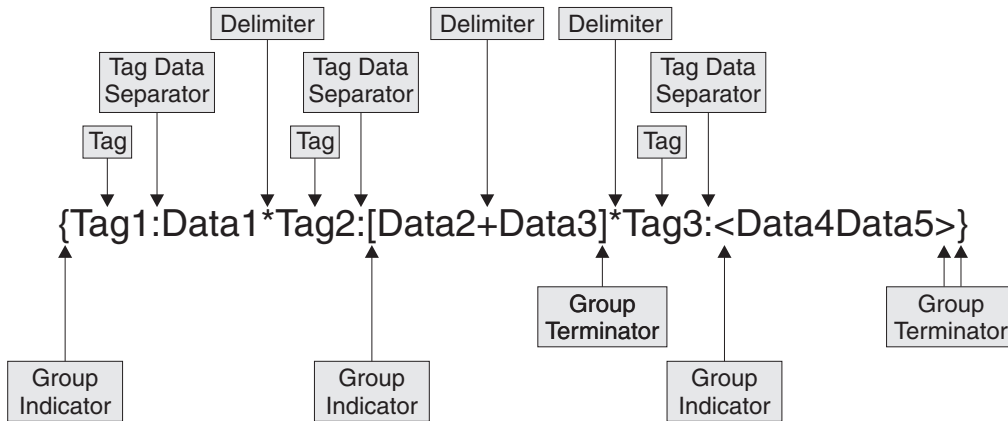 Delimiter
Delimiter
Delimiter
Tag Data
Separator
Tag Data
Separator
Tag Data
Separator
Tag
Tag
Tag
{Tag1:Data1*Tag2:[Data2+Data3]*Tag3:<Data4Data5>}
Group
Terminator
Group
Terminator
Group
Indicator
Group
Indicator
Group
Indicator